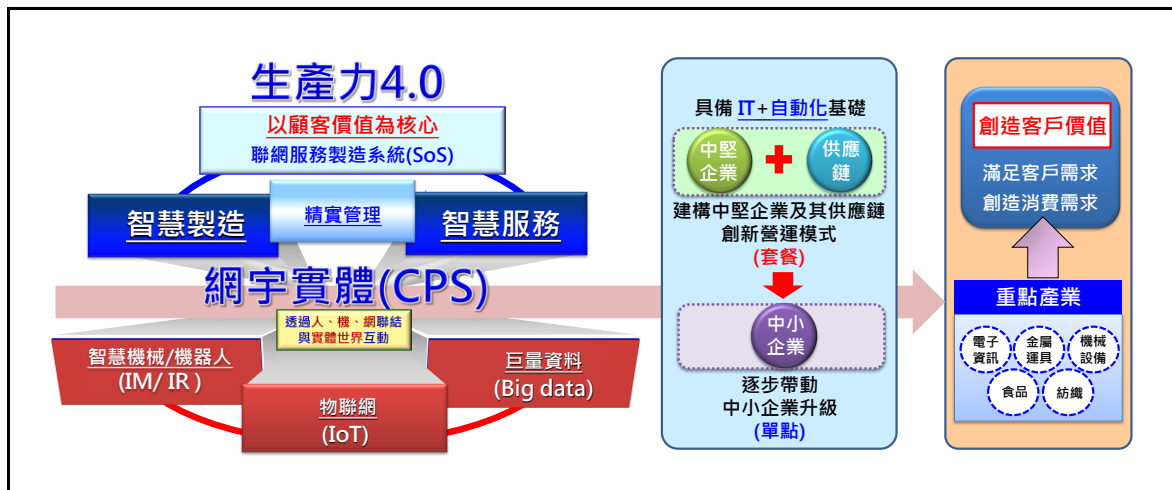 生產力4.0
以顧客價值為核心
聯網服務製造系統(SoS)
智慧製造
精實管理
智慧服務
網宇實體(CPS)
透過人、機、網聯結
與實體世界互動
智慧機械/機器人
(IM/ IR )
物聯網
(IoT)
巨量資料
(Big data)
具備 IT+自動化基礎
中堅
企業
供應
鏈
建構中堅企業及其供應鏈
創新營運模式
(套餐)
中小
企業
逐步帶動
中小企業升級
(單點)
創造客戶價值
滿足客戶需求
創造消費需求
重點產業
電子
資訊
金屬
運具
機械
設備
食品
紡織